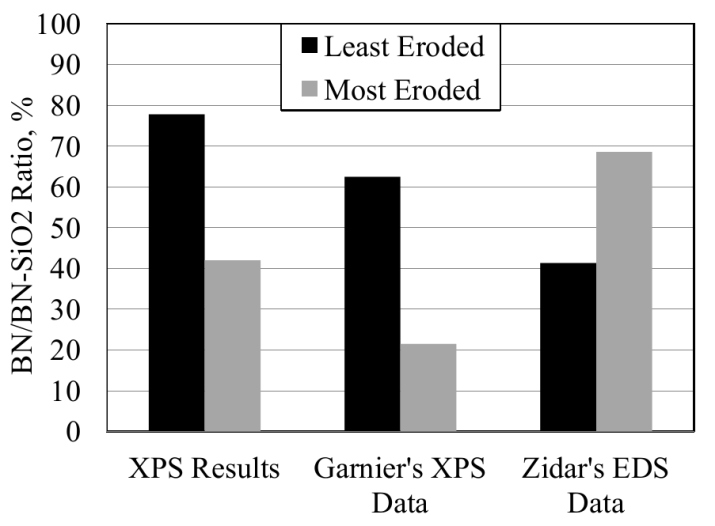 100
90
80
70
60
50
40
30
20
10
0
BN/BN-SiO2 Ratio, %
Least Eroded
Most Eroded
XPS Results
Garnier's XPS
Data
Zidar's EDS
Data